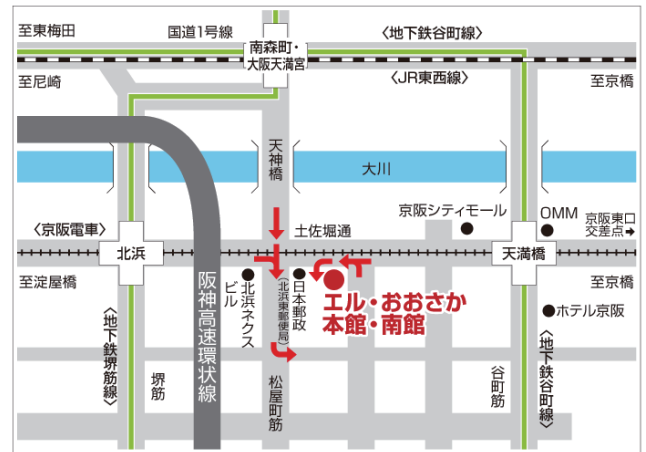 至東梅田
国道1号線
南森町・
大阪天満宮
〈地下鉄谷町線〉
至尼崎
〈JR東西線〉
至京橋
天神橋
大川
京阪シティモール
OMM
京阪東口
交差点➡
〈京阪電車〉
北浜
土佐堀通
天満橋
至淀屋橋
至京橋
阪神高速環状線
北浜ネクス
ビル
日本郵政
(北浜東郵便局)
エル・おおさか
本館・南館
ホテル京阪
〈地下鉄堺筋線〉
堺筋
松屋町筋
谷町筋
〈地下鉄谷町線〉